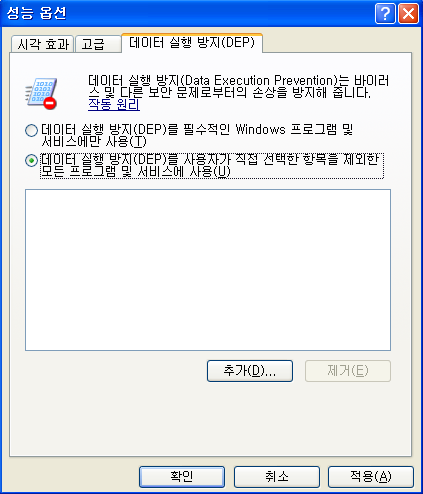 성능 옵션
시각 효과 고급 데이터 실행 방지(DEP)
데이터 실행 방지(Data Execution Prevention)는 바이러
스 및 다른 보안 문제로부터의 손상을 방지해 줍니다.
작동 원리
데이터 실행 방지(DEP)를 필수적인 Windows 프로그램 및
서비스에만 사용(T)
데이터 실행 방지(DEP)를 사용자가 직접 선택한 항목을 제외한
모든 프로그램 및 서비스에 사용(U)
추가(D)... 제거(E)
확인 취소 적용(A)